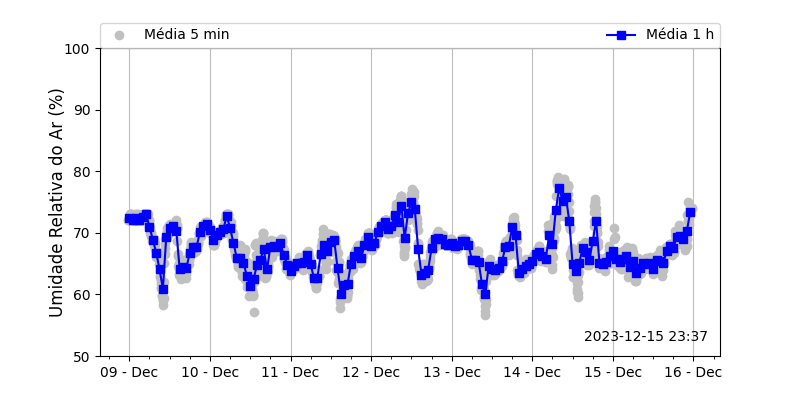 Média 5 min
Média 1 h
100
90
80
70
60
50
Umidade Relativa do Ar (%)
2023-12-15 23:37
09 - Dec
10 - Dec
11 - Dec
12 - Dec
13 - Dec
14 - Dec
15 - Dec
16 - Dec